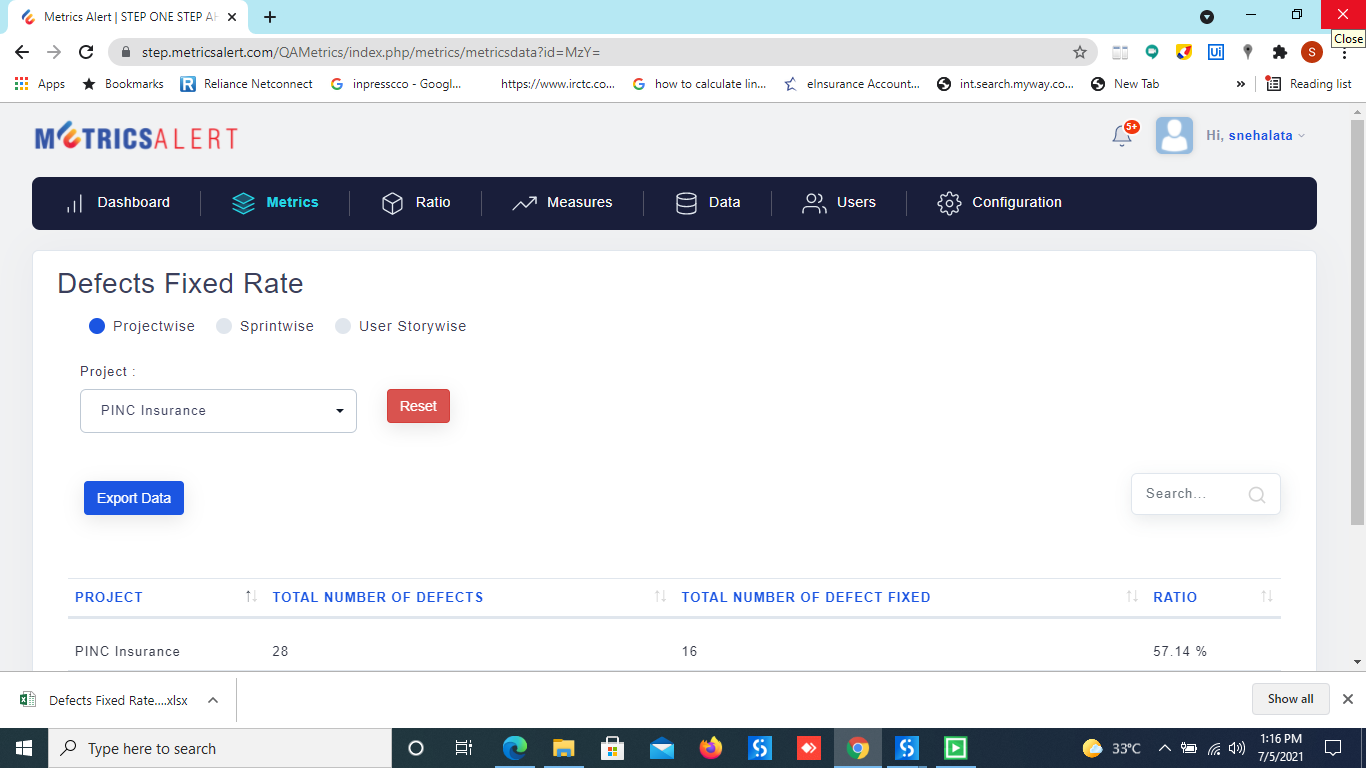 Metrics Alert | STEP ONE STEP AH
Close
step.metricsalert.com/QAMetrics/index.php/metrics/metricsdata?id=MzY=
Ui
S
Apps
Bookmarks
R
Reliance Netconnect
inpresscco - Googl...
https://www.irctc.co...
how to calculate lin...
eInsurance Account...
int.search.myway.co...
New Tab
»
Reading list
METRICSALERT
5+
Hi, snehalata
Dashboard
Metrics
Ratio
Measures
Data
Users
Configuration
Defects Fixed Rate
Projectwise
Sprintwise
User Storywise
Project :
PINC Insurance
Reset
Export Data
Search...
PROJECT
TOTAL NUMBER OF DEFECTS
TOTAL NUMBER OF DEFECT FIXED
RATIO
PINC Insurance
28
16
57.14 %
Defects Fixed Rate....xlsx
Show all
Type here to search
33°C
1:16 PM
7/5/2021